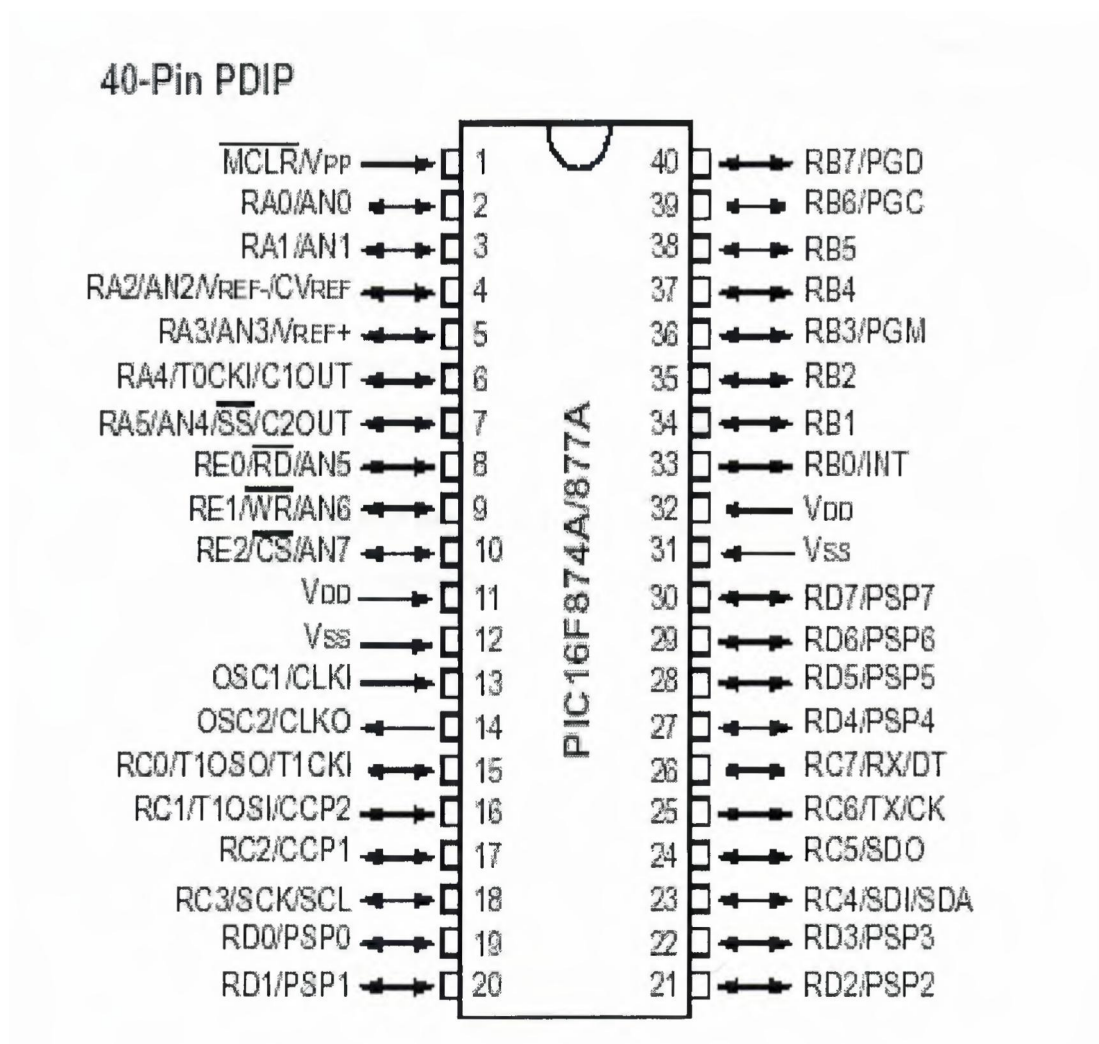 40-Pin PDIP
MCLR/VPP 1 40 RB7/PGD
RA0/AN0 2 39 RB6/PGC
RA1/AN1 3 38 RB5
RA2/AN2/VREF-/CVREF 4 37 RB4
RA3/AN3/VREF+ 5 36 RB3/PGM
RA4/T0CKI/C1OUT 6 35 RB2
RA5/AN4/SS/C2OUT 7 34 RB1
RE0/RD/AN5 8 33 RB0/INT
RE1/WR/AN6 9 32 VDD
RE2/CS/AN7 10 31 VSS
VDD 11 30 RD7/PSP7
VSS 12 29 RD6/PSP6
OSC1/CLKI 13 28 RD5/PSP5
OSC2/CLKO 14 27 RD4/PSP4
RC0/T1OSO/T1CKI 15 26 RC7/RX/DT
RC1/T1OSI/CCP2 16 25 RC6/TX/CK
RC2/CCP1 17 24 RC5/SDO
RC3/SCK/SCL 18 23 RC4/SDI/SDA
RD0/PSP0 19 22 RD3/PSP3
RD1/PSP1 20 21 RD2/PSP2
PIC16F874A/877A